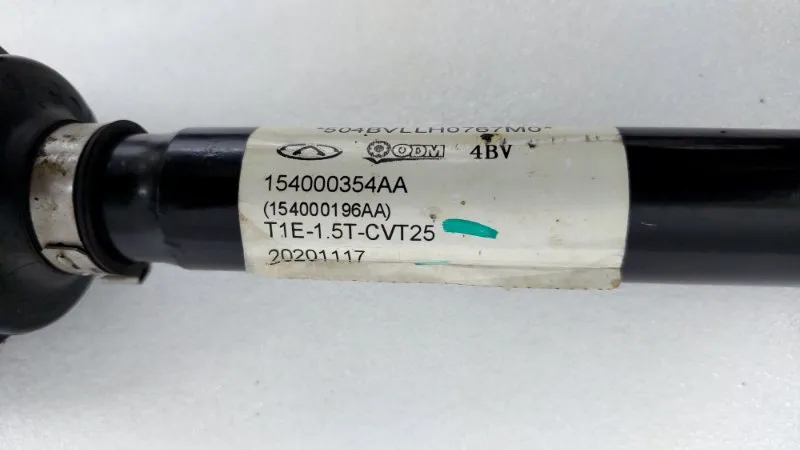 ODM 4BV
154000354AA
(154000196AA)
T1E-1.5T-CVT25
20201117